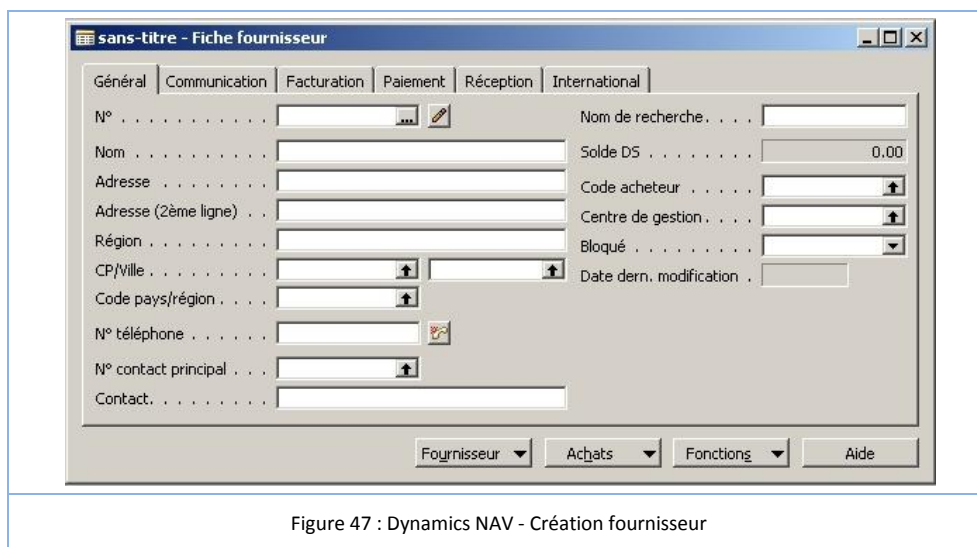 sans-titre - Fiche fournisseur
Général Communication Facturation Paiement Réception International
N° . . . . . . . . . . . ...
Nom . . . . . . . . . .
Adresse . . . . . . . .
Adresse (2ème ligne) . .
Région . . . . . . . . .
CP/Ville . . . . . . . . .
Code pays/région . . . .
N° téléphone . . . . . .
N° contact principal . . .
Contact. . . . . . . . .
Nom de recherche. . . .
Solde DS . . . . . . . . 0.00
Code acheteur . . . . .
Centre de gestion. . . .
Bloqué . . . . . . . . .
Date dern. modification .
Fournisseur Achats Fonctions Aide
Figure 47 : Dynamics NAV - Création fournisseur